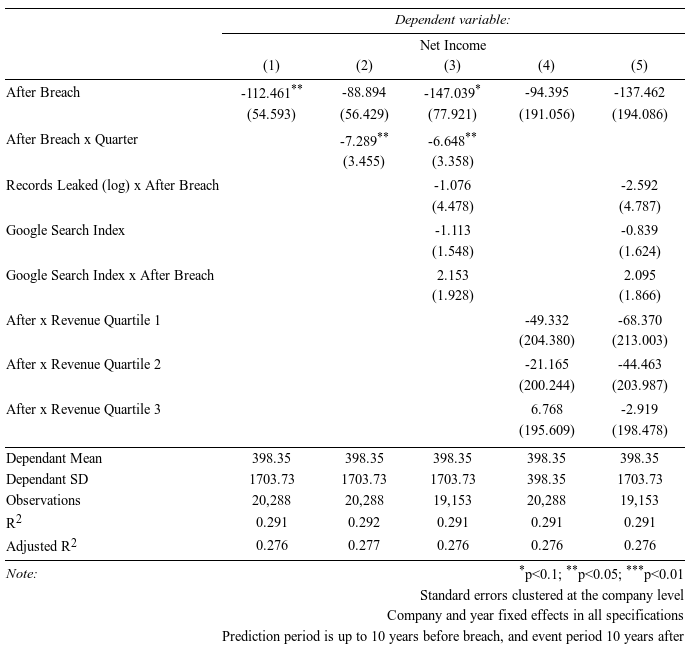 Dependent variable:
Net Income
(1) (2) (3) (4) (5)
After Breach -112.461** -88.894 -147.039* -94.395 -137.462
(54.593) (56.429) (77.921) (191.056) (194.086)
After Breach x Quarter -7.289** -6.648**
(3.455) (3.358)
Records Leaked (log) x After Breach -1.076 -2.592
(4.478) (4.787)
Google Search Index -1.113 -0.839
(1.548) (1.624)
Google Search Index x After Breach 2.153 2.095
(1.928) (1.866)
After x Revenue Quartile 1 -49.332 -68.370
(204.380) (213.003)
After x Revenue Quartile 2 -21.165 -44.463
(200.244) (203.987)
After x Revenue Quartile 3 6.768 -2.919
(195.609) (198.478)
Dependant Mean 398.35 398.35 398.35 398.35 398.35
Dependant SD 1703.73 1703.73 1703.73 398.35 1703.73
Observations 20,288 20,288 19,153 20,288 19,153
R2 0.291 0.292 0.291 0.291 0.291
Adjusted R2 0.276 0.277 0.276 0.276 0.276
Note: *p<0.1; **p<0.05; ***p<0.01
Standard errors clustered at the company level
Company and year fixed effects in all specifications
Prediction period is up to 10 years before breach, and event period 10 years after